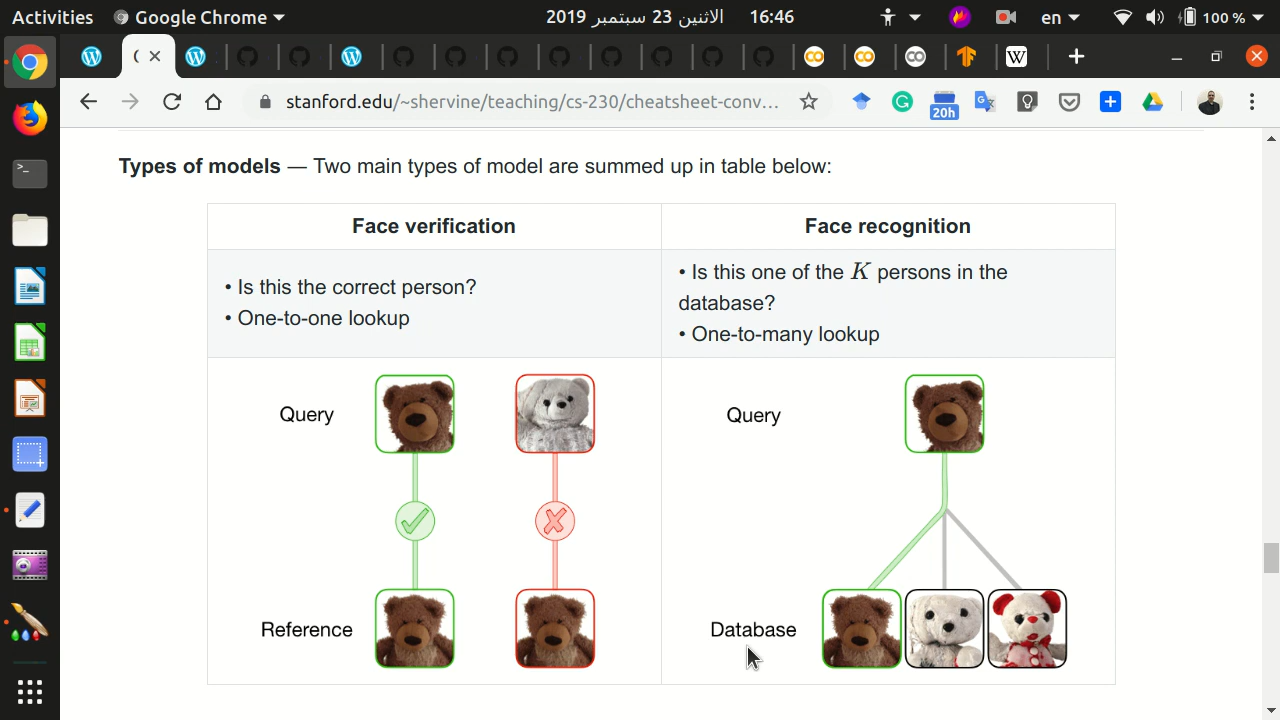 Activities
Google Chrome
2019 الاثنين 23 سبتمبر 16:46
en
100 %
W
stanford.edu/~shervine/teaching/cs-230/cheatsheet-conv...
20h
Types of models — Two main types of model are summed up in table below:
Face verification
Face recognition
• Is this the correct person?
• One-to-one lookup
• Is this one of the K persons in the
database?
• One-to-many lookup
Query
Reference
Query
Database